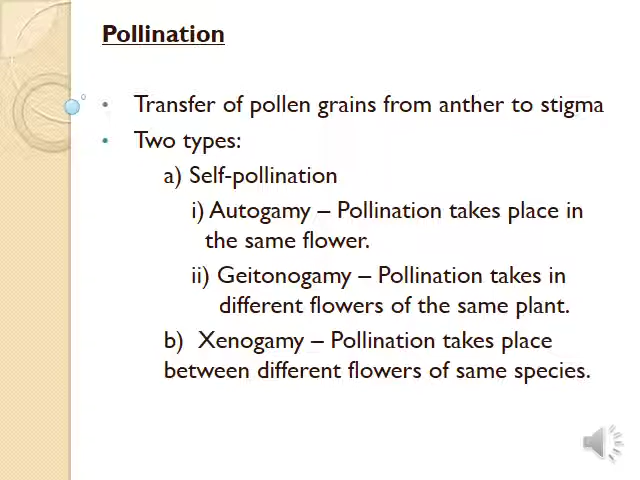 Pollination
• Transfer of pollen grains from anther to stigma
• Two types:
a) Self-pollination
i) Autogamy – Pollination takes place in
the same flower.
ii) Geitonogamy – Pollination takes in
different flowers of the same plant.
b) Xenogamy – Pollination takes place
between different flowers of same species.